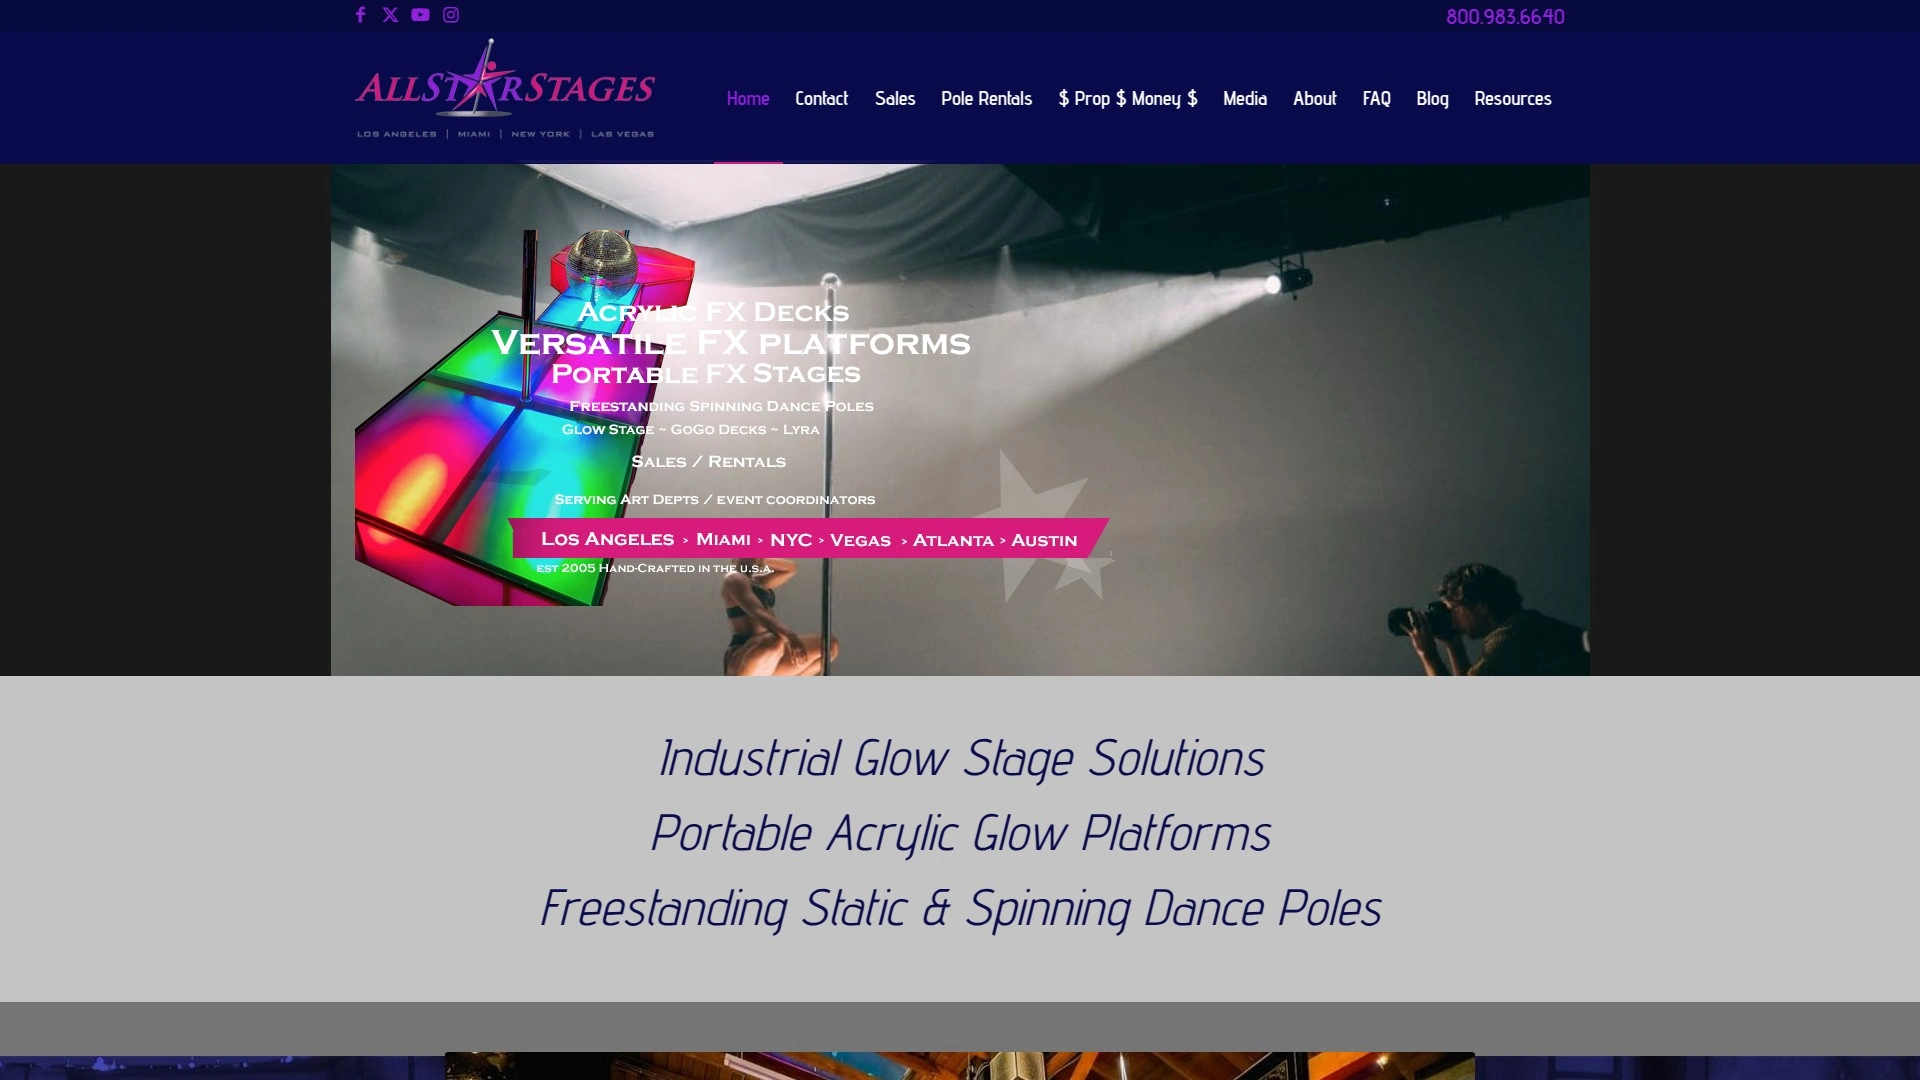 800.983.6640
ALLSTARSTAGES
LOS ANGELES | MIAMI | NEW YORK | LAS VEGAS
Home Contact Sales Pole Rentals $ Prop $ Money $ Media About FAQ Blog Resources
Acrylic FX Decks
Versatile FX platforms
Portable FX Stages
Freestanding Spinning Dance Poles
Glow Stage ~ GoGo Decks ~ Lyra
Sales / Rentals
Serving Art Depts / event coordinators
Los Angeles > Miami > NYC > Vegas > Atlanta > Austin
est 2005 Hand-Crafted in the u.s.a.
Industrial Glow Stage Solutions
Portable Acrylic Glow Platforms
Freestanding Static & Spinning Dance Poles